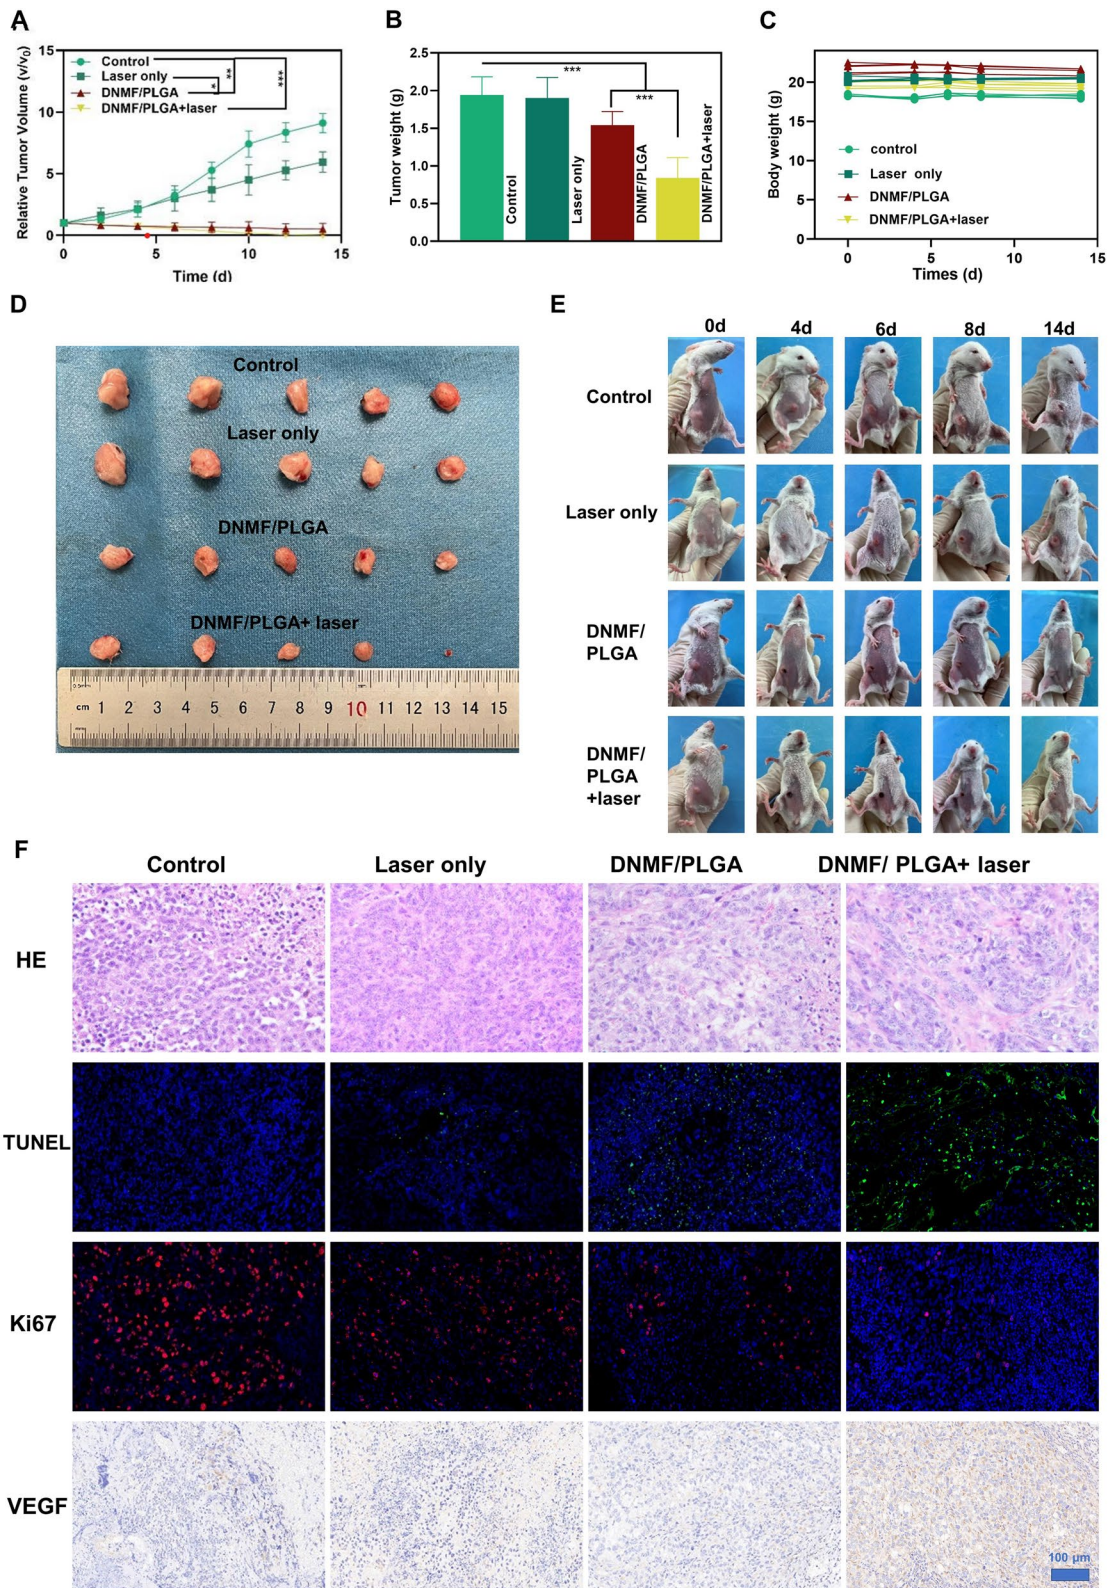 A
Relative Tumor Volume (v/v₀)
15
10
5
0
0
5
10
15
Time (d)
Control
Laser only
DNMF/PLGA
DNMF/PLGA+laser
*
**
***
B
Tumor weight (g)
2.5
2.0
1.5
1.0
0.5
0.0
***
***
Control
Laser only
DNMF/PLGA
DNMF/PLGA+laser
C
Body weight (g)
20
15
10
5
0
0
5
10
15
Times (d)
control
Laser only
DNMF/PLGA
DNMF/PLGA+laser
D
Control
Laser only
DNMF/PLGA
DNMF/PLGA+ laser
cm 1 2 3 4 5 6 7 8 9 10 11 12 13 14 15
E
0d 4d 6d 8d 14d
Control
Laser only
DNMF/
PLGA
DNMF/
PLGA
+laser
F
Control Laser only DNMF/PLGA DNMF/ PLGA+ laser
HE
TUNEL
Ki67
VEGF
100 μm